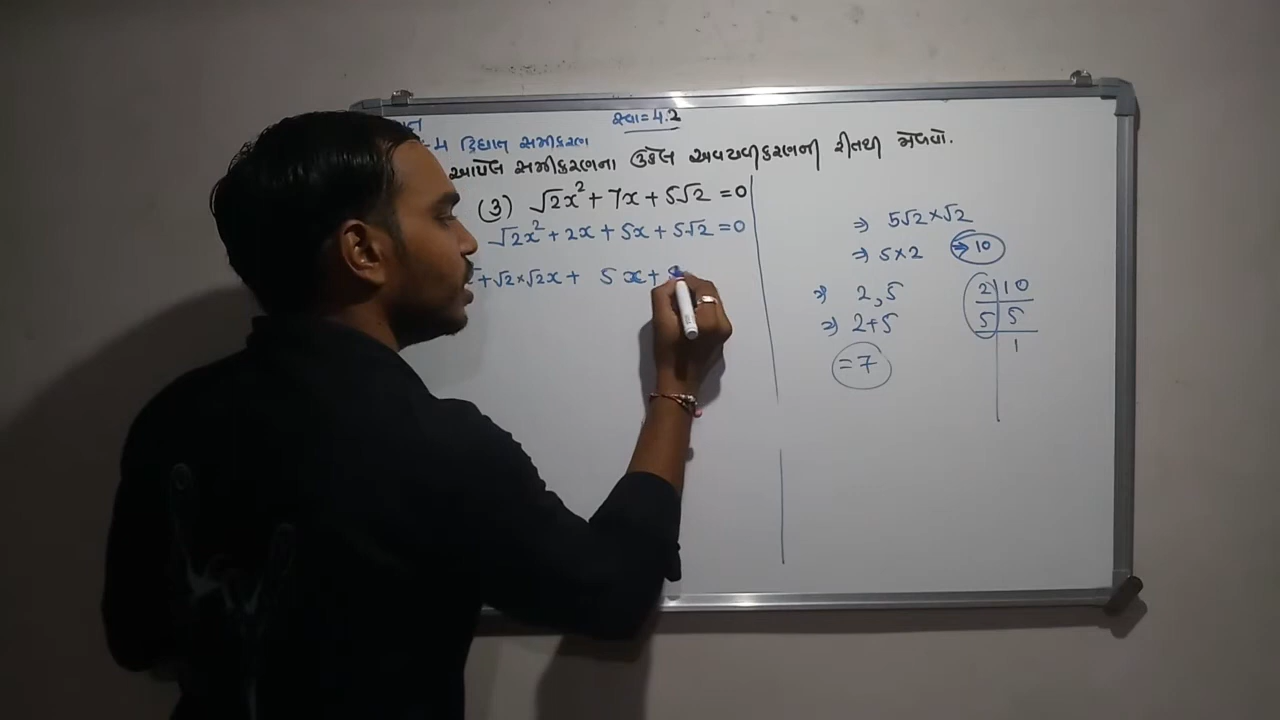 સ્વા = 4.2
4 દ્વિઘાત સમીકરણ
આપેલ સમીકરણના ઉકેલ અવયવીકરણની રીતથી મેળવો.
(3) √2x² + 7x + 5√2 = 0
√2x² + 2x + 5x + 5√2 = 0
+ √2 × √2x + 5x +
⇒ 5√2 × √2
⇒ 5 × 2 ⇒ 10
⇒ 2, 5
⇒ 2 + 5
= 7
2 | 10
5 | 5
1